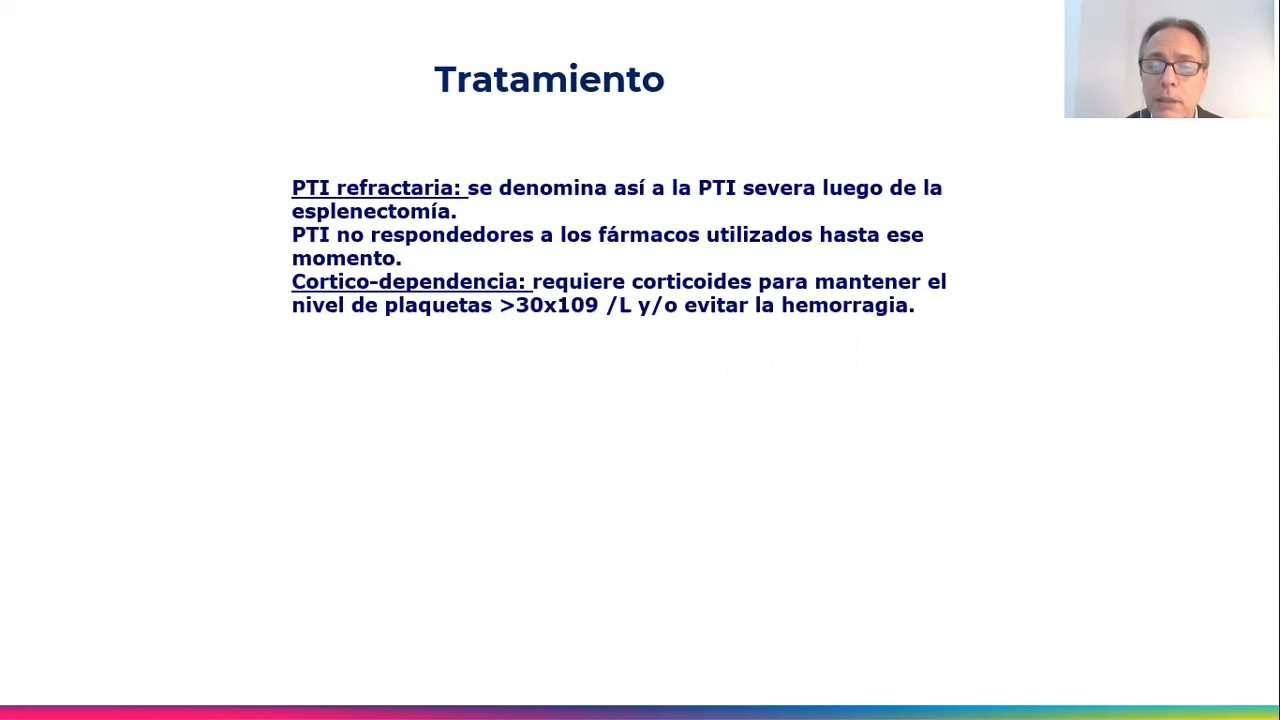 Tratamiento
PTI refractaria: se denomina así a la PTI severa luego de la
esplenectomía.
PTI no respondedores a los fármacos utilizados hasta ese
momento.
Cortico-dependencia: requiere corticoides para mantener el
nivel de plaquetas >30x109 /L y/o evitar la hemorragia.